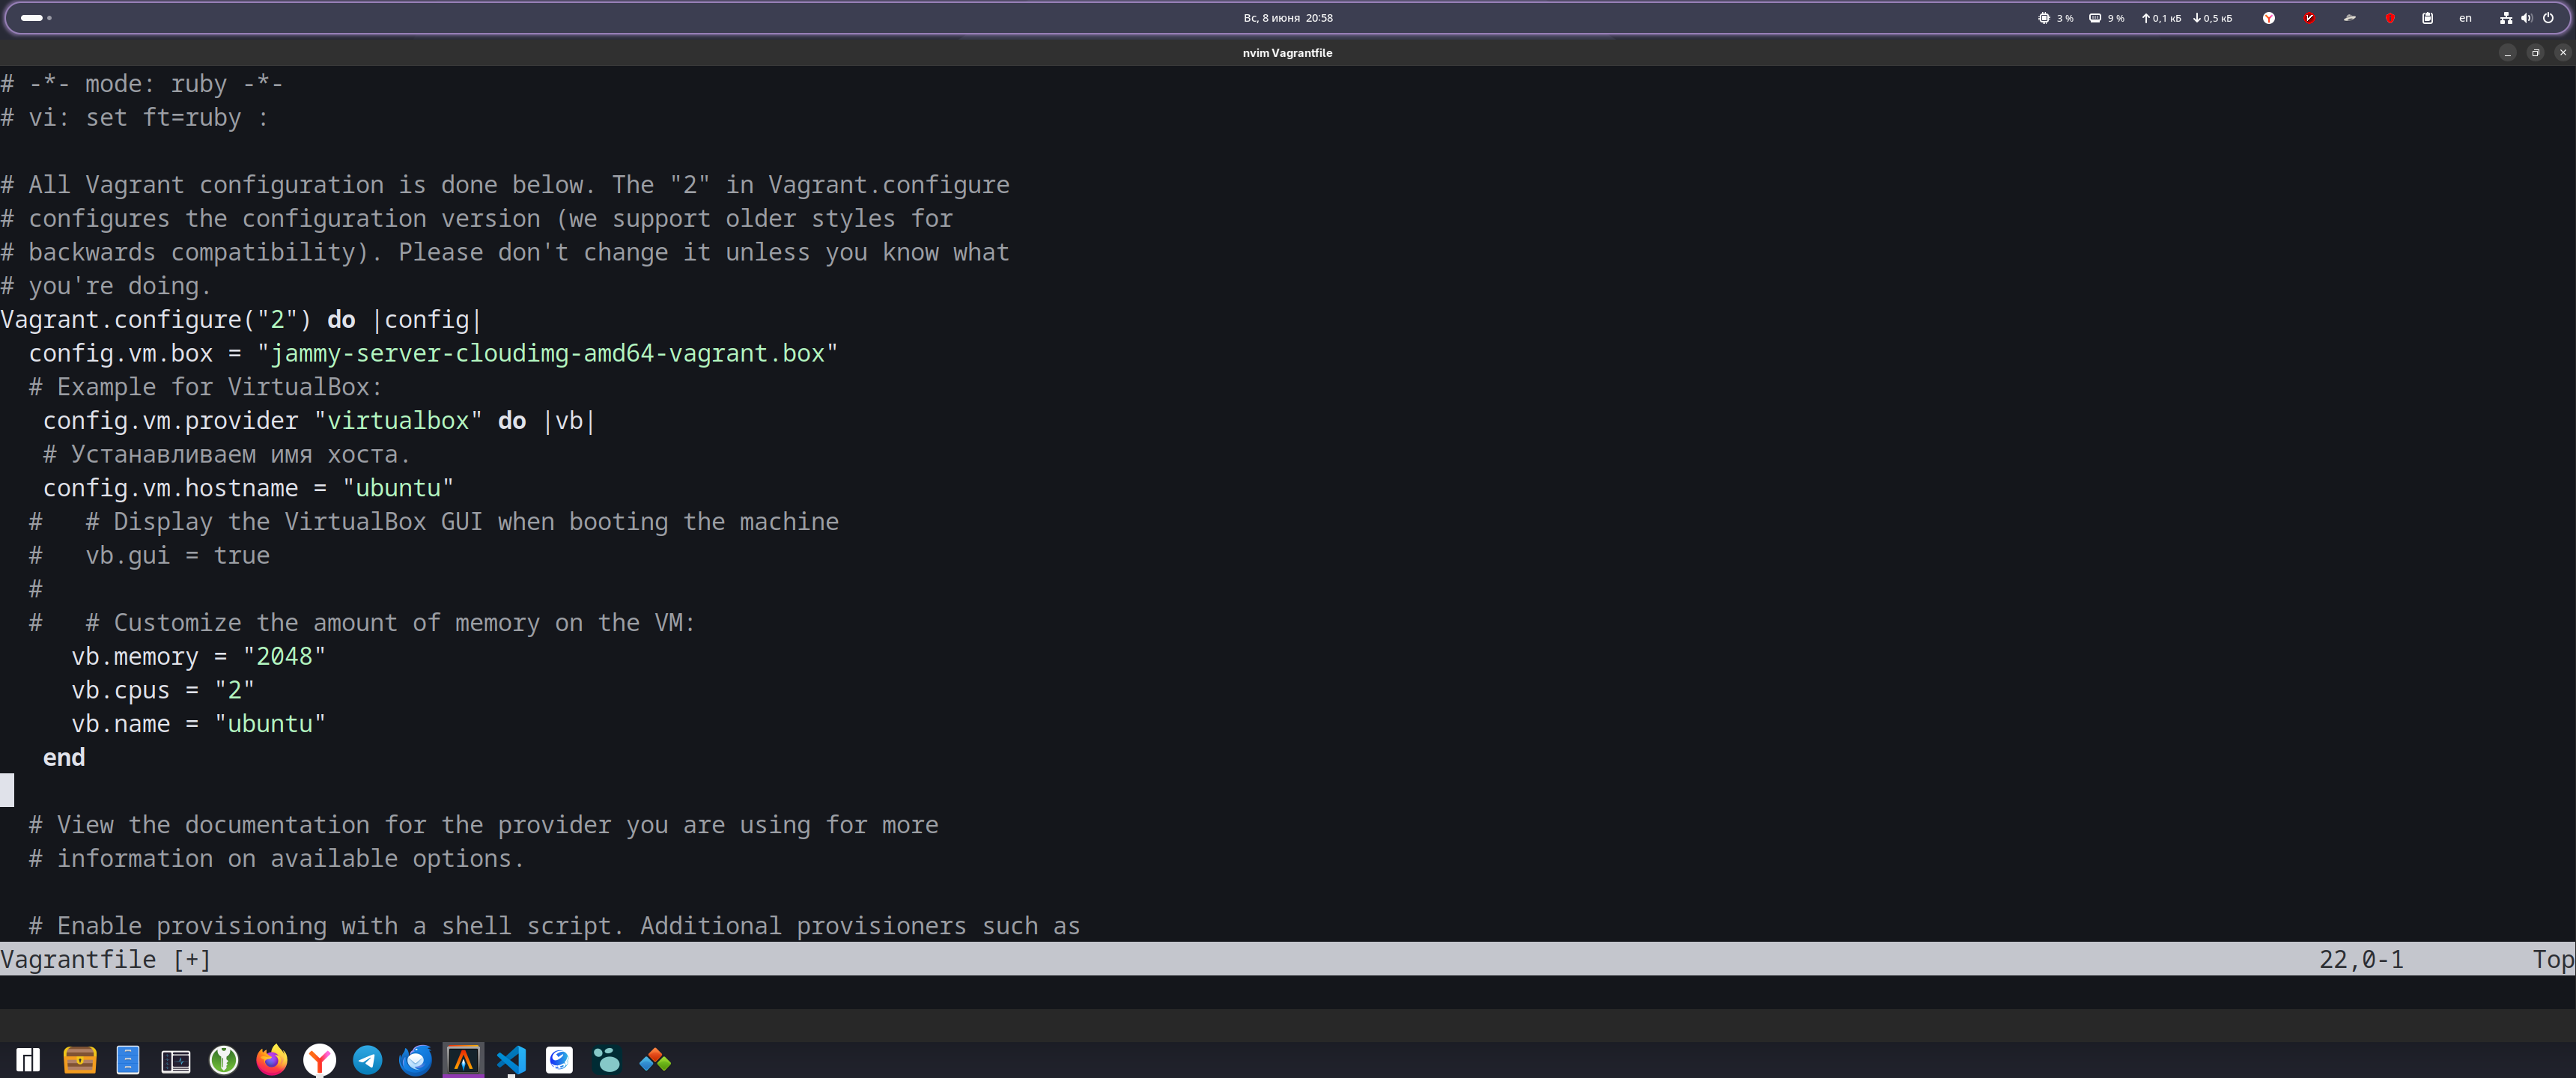 Вс, 8 июня 20:58
3 %
9 %
0,1 кБ
0,5 кБ
en
nvim Vagrantfile
# -*- mode: ruby -*-
# vi: set ft=ruby :
# All Vagrant configuration is done below. The "2" in Vagrant.configure
# configures the configuration version (we support older styles for
# backwards compatibility). Please don't change it unless you know what
# you're doing.
Vagrant.configure("2") do |config|
  config.vm.box = "jammy-server-cloudimg-amd64-vagrant.box"
  # Example for VirtualBox:
   config.vm.provider "virtualbox" do |vb|
   # Устанавливаем имя хоста.
   config.vm.hostname = "ubuntu"
  #   # Display the VirtualBox GUI when booting the machine
  #   vb.gui = true
  #
  #   # Customize the amount of memory on the VM:
     vb.memory = "2048"
     vb.cpus = "2"
     vb.name = "ubuntu"
   end
  # View the documentation for the provider you are using for more
  # information on available options.
  # Enable provisioning with a shell script. Additional provisioners such as
Vagrantfile [+]
22,0-1
Top